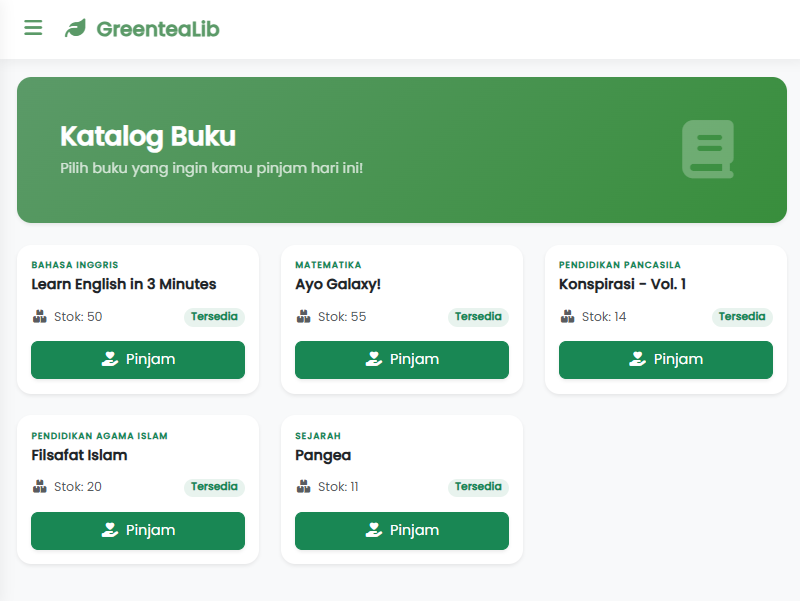 GreenteaLib
Katalog Buku
Pilih buku yang ingin kamu pinjam hari ini!
BAHASA INGGRIS
Learn English in 3 Minutes
Stok: 50
Tersedia
Pinjam
MATEMATIKA
Ayo Galaxy!
Stok: 55
Tersedia
Pinjam
PENDIDIKAN PANCASILA
Konspirasi - Vol. 1
Stok: 14
Tersedia
Pinjam
PENDIDIKAN AGAMA ISLAM
Filsafat Islam
Stok: 20
Tersedia
Pinjam
SEJARAH
Pangea
Stok: 11
Tersedia
Pinjam